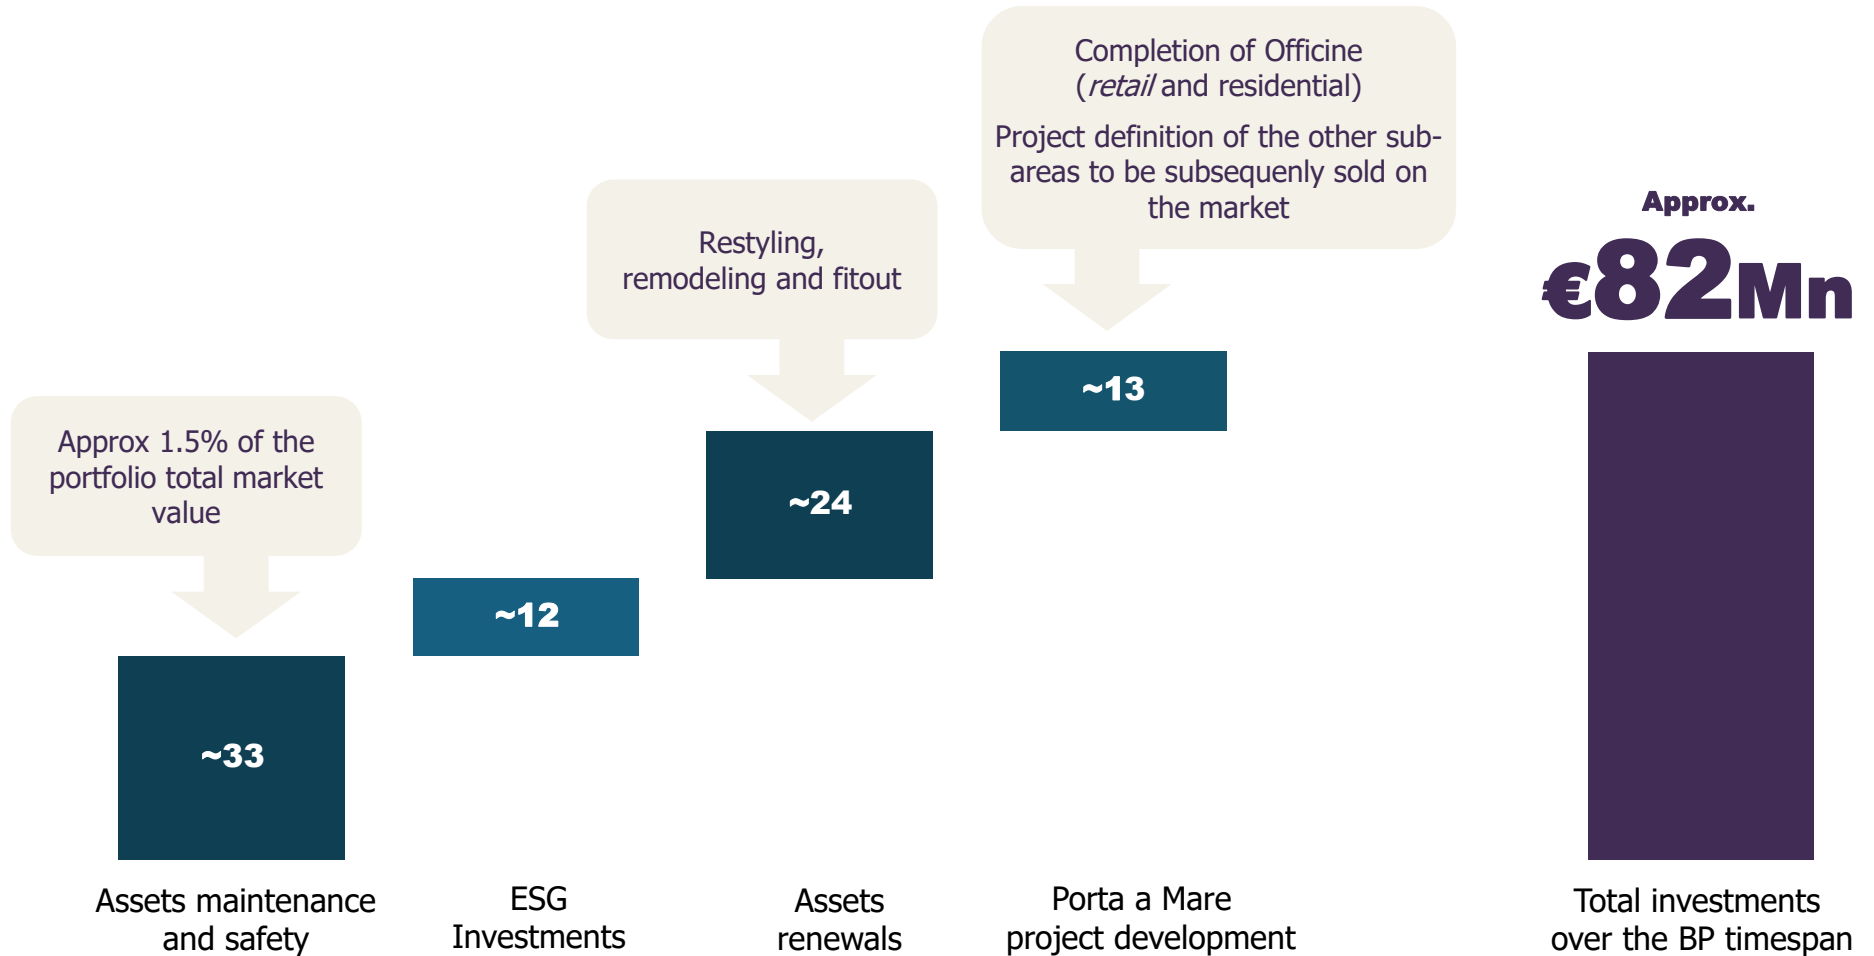 Completion of Officine
(retail and residential)
Project definition of the other sub-
areas to be subsequenly sold on
the market
Approx.
€82Mn
Restyling,
remodeling and fitout
~13
Approx 1.5% of the
portfolio total market
value
~24
~12
~33
Assets maintenance
and safety
ESG
Investments
Assets
renewals
Porta a Mare
project development
Total investments
over the BP timespan